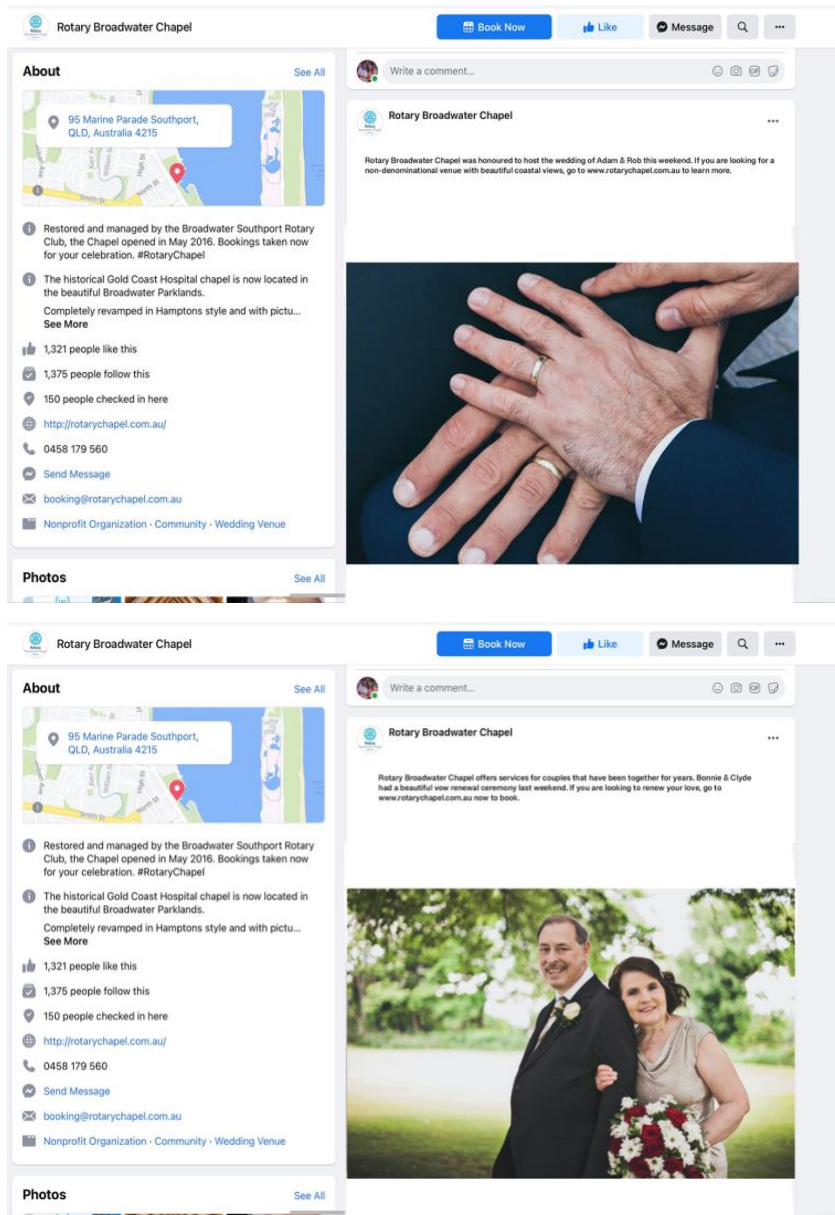 Rotary Broadwater Chapel
Book Now
Like
Message
About
See All
95 Marine Parade Southport,
QLD, Australia 4215
High St
North St
Smith St
Restored and managed by the Broadwater Southport Rotary
Club, the Chapel opened in May 2016. Bookings taken now
for your celebration. #RotaryChapel
The historical Gold Coast Hospital chapel is now located in
the beautiful Broadwater Parklands.
Completely revamped in Hamptons style and with pictu...
See More
1,321 people like this
1,375 people follow this
150 people checked in here
http://rotarychapel.com.au/
0458 179 560
Send Message
booking@rotarychapel.com.au
Nonprofit Organization · Community · Wedding Venue
Photos
See All
Write a comment...
GIF
Rotary Broadwater Chapel
Rotary Broadwater Chapel was honoured to host the wedding of Adam & Rob this weekend. If you are looking for a
non-denominational venue with beautiful coastal views, go to www.rotarychapel.com.au to learn more.
Rotary Broadwater Chapel
Book Now
Like
Message
About
See All
95 Marine Parade Southport,
QLD, Australia 4215
High St
North St
Smith St
Restored and managed by the Broadwater Southport Rotary
Club, the Chapel opened in May 2016. Bookings taken now
for your celebration. #RotaryChapel
The historical Gold Coast Hospital chapel is now located in
the beautiful Broadwater Parklands.
Completely revamped in Hamptons style and with pictu...
See More
1,321 people like this
1,375 people follow this
150 people checked in here
http://rotarychapel.com.au/
0458 179 560
Send Message
booking@rotarychapel.com.au
Nonprofit Organization · Community · Wedding Venue
Photos
See All
Write a comment...
GIF
Rotary Broadwater Chapel
Rotary Broadwater Chapel offers services for couples that have been together for years. Bonnie & Clyde
had a beautiful vow renewal ceremony last weekend. If you are looking to renew your love, go to
www.rotarychapel.com.au now to book.